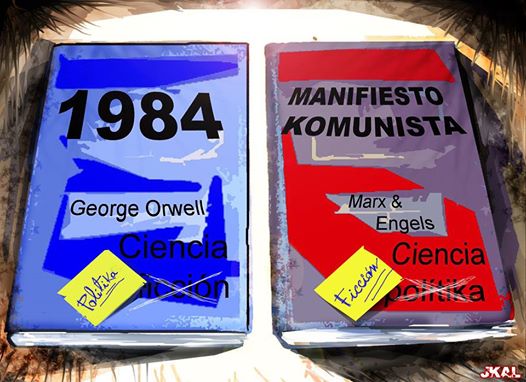 1984
George Orwell
Ciencia
ficción
Politika
MANIFIESTO
KOMUNISTA
Marx &
Engels
Ciencia
politika
Ficción
JKAL